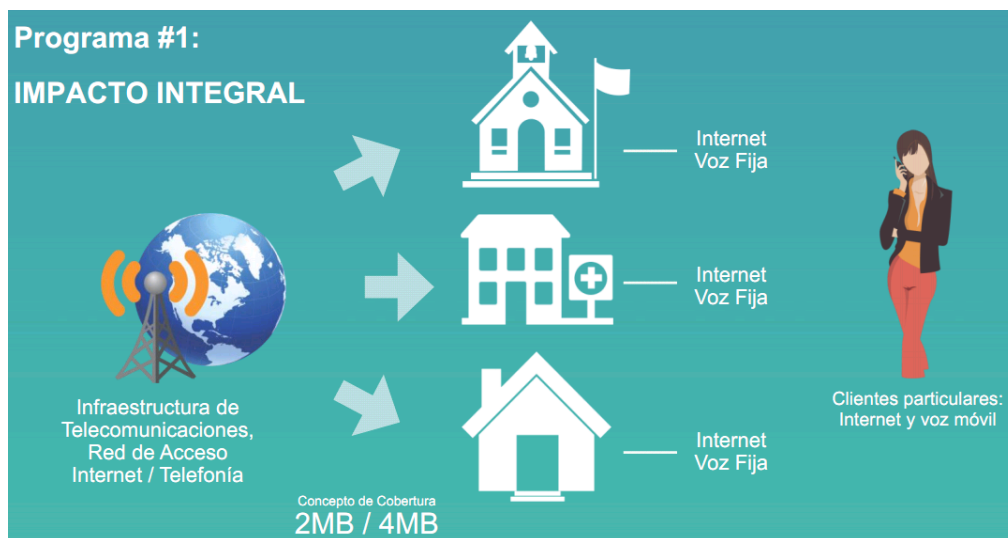 Programa #1:
IMPACTO INTEGRAL
Internet
Voz Fija
Internet
Voz Fija
Internet
Voz Fija
Infraestructura de
Telecomunicaciones,
Red de Acceso
Internet / Telefonía
Concepto de Cobertura
2MB / 4MB
Clientes particulares:
Internet y voz móvil